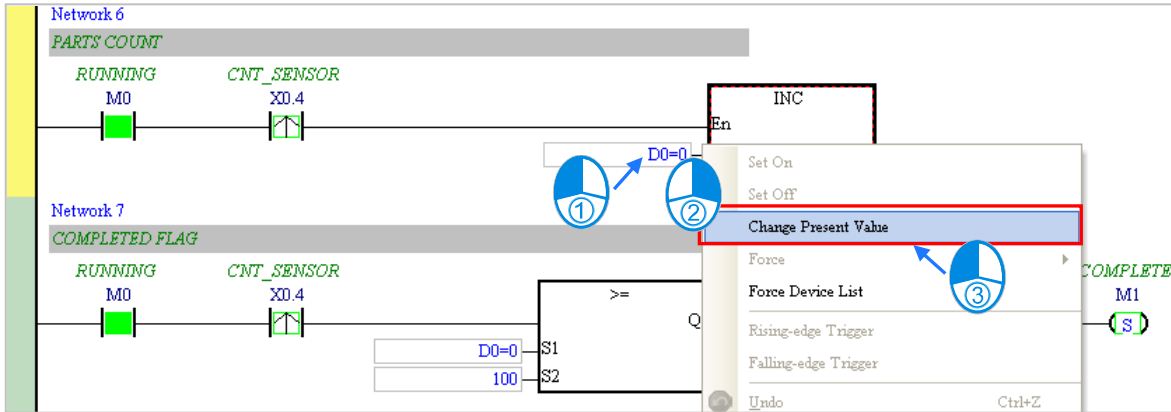 Network 6
PARTS COUNT
RUNNING CNT_SENSOR
M0 X0.4
INC
En
D0=0
① ②
Set On
Set Off
Network 7
Change Present Value
COMPLETED FLAG
Force
RUNNING CNT_SENSOR
COMPLETE
M0 X0.4
>=
Force Device List
③
M1
Q
S
Rising-edge Trigger
D0=0 S1
Falling-edge Trigger
100 S2
Undo Ctrl+Z